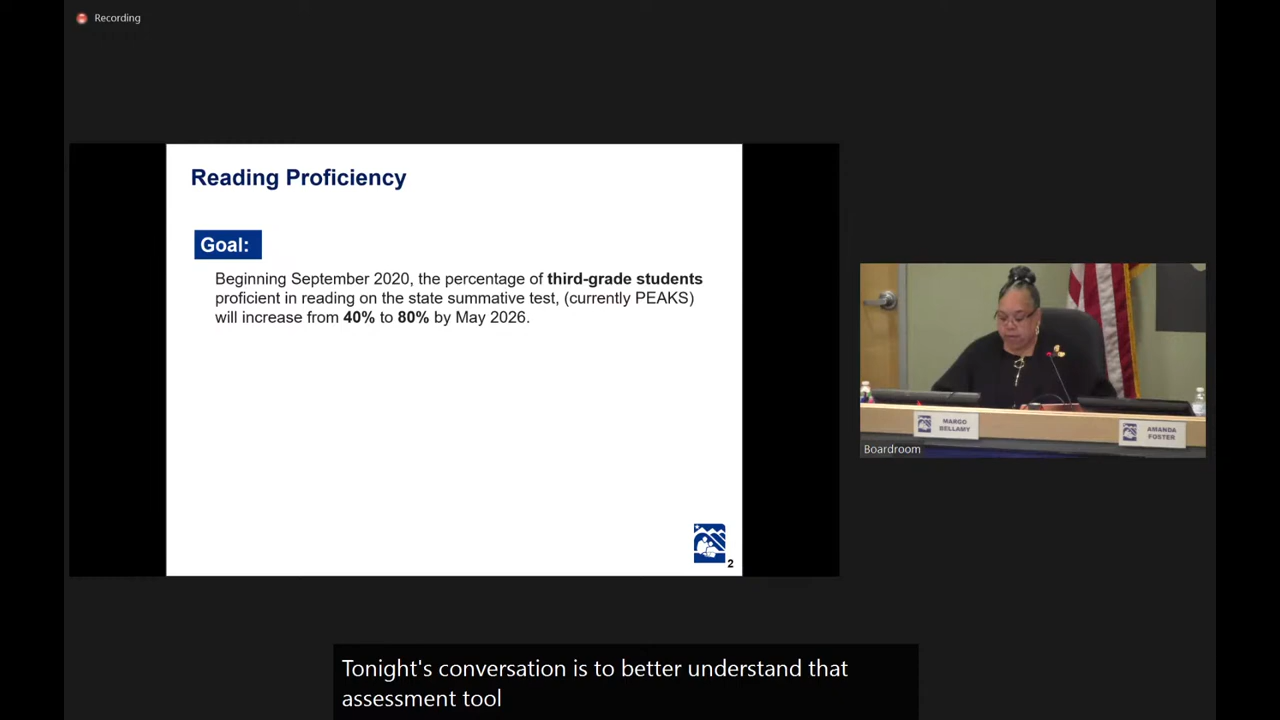 Recording
Reading Proficiency
Goal:
Beginning September 2020, the percentage of third-grade students
proficient in reading on the state summative test, (currently PEAKS)
will increase from 40% to 80% by May 2026.
2
MARGO
BELLAMY
AMANDA
FOSTER
Boardroom
Tonight's conversation is to better understand that
assessment tool